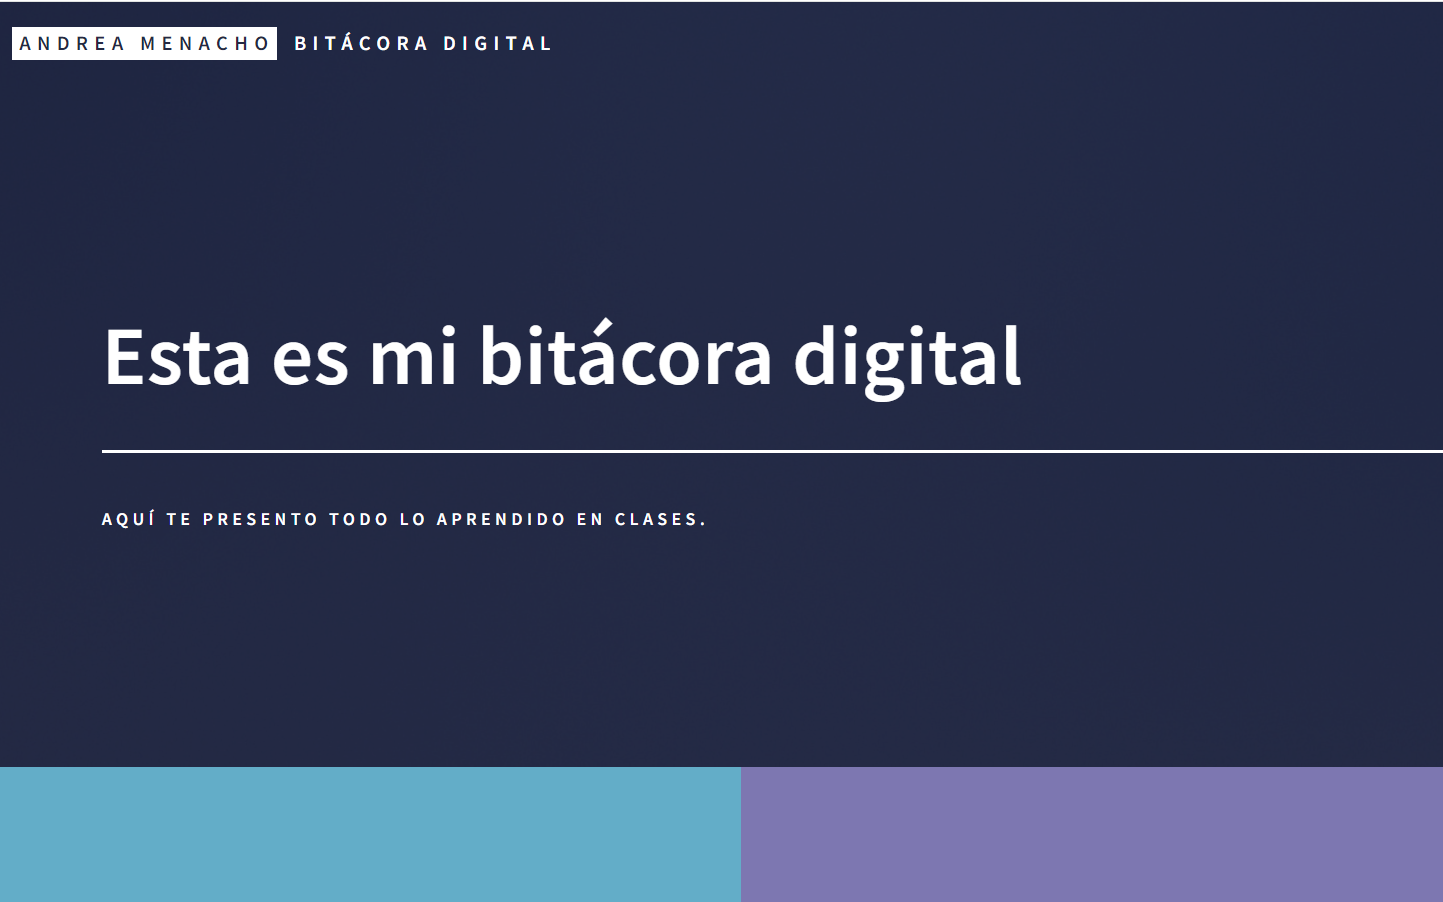 ANDREA MENACHO BITÁCORA DIGITAL
Esta es mi bitácora digital
AQUÍ TE PRESENTO TODO LO APRENDIDO EN CLASES.